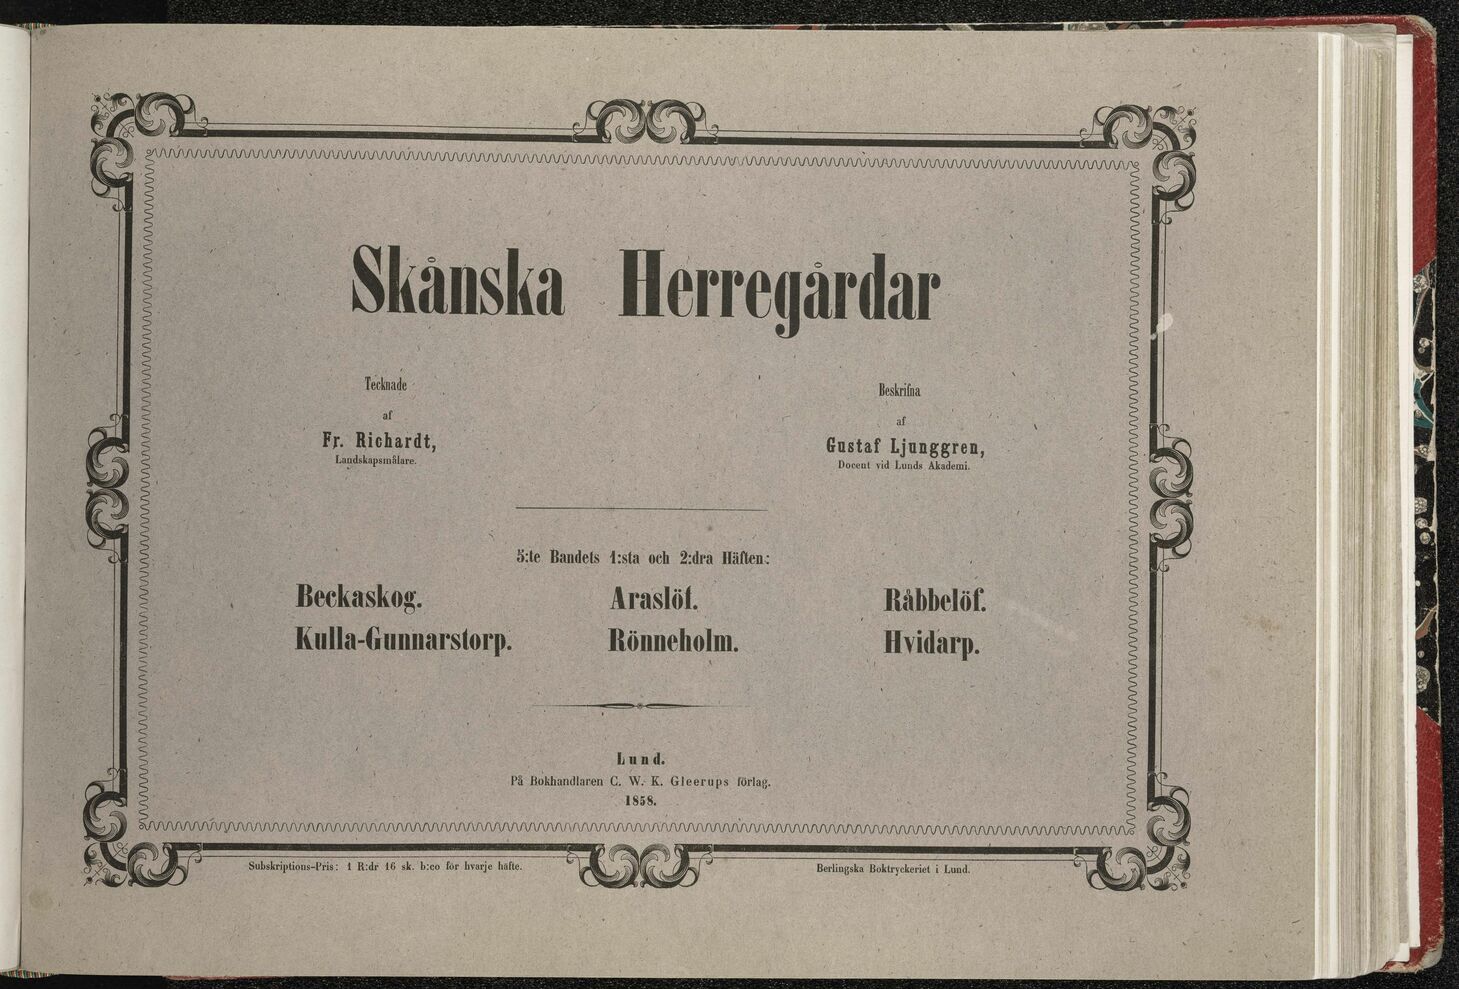 Skånska Herregårdar
Tecknade
af
Fr. Richardt,
Landskapsmålare.
Beskrifna
af
Gustaf Ljunggren,
Docent vid Lunds Akademi.
5:te Bandets 1:sta och 2:dra Häften:
Beckaskog. Araslöf. Råbbelöf.
Kulla-Gunnarstorp. Rönneholm. Hvidarp.
Lund.
På Bokhandlaren C. W. K. Gleerups förlag.
1858.
Subskriptions-Pris: 1 R:dr 16 sk. b:co för hvarje häfte. Berlingska Boktryckeriet i Lund.